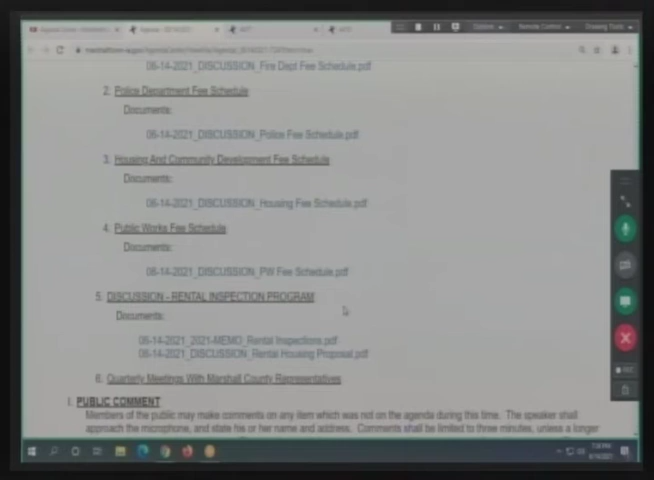 06-14-2021_DISCUSSION_Fire Dept Fee Schedule.pdf
2. Police Department Fee Schedule
Documents:
06-14-2021_DISCUSSION_Police Fee Schedule.pdf
3. Housing And Community Development Fee Schedule
Documents:
06-14-2021_DISCUSSION_Housing Fee Schedule.pdf
4. Public Works Fee Schedule
Documents:
06-14-2021_DISCUSSION_PW Fee Schedule.pdf
5. DISCUSSION - RENTAL INSPECTION PROGRAM
Documents:
06-14-2021_2021-MEMO_Rental Inspections.pdf
06-14-2021_DISCUSSION_Rental Housing Proposal.pdf
6. Quarterly Meetings With Marshall County Representatives
I. PUBLIC COMMENT
Members of the public may make comments on any item which was not on the agenda during this time. The speaker shall
approach the microphone, and state his or her name and address. Comments shall be limited to three minutes, unless a longer